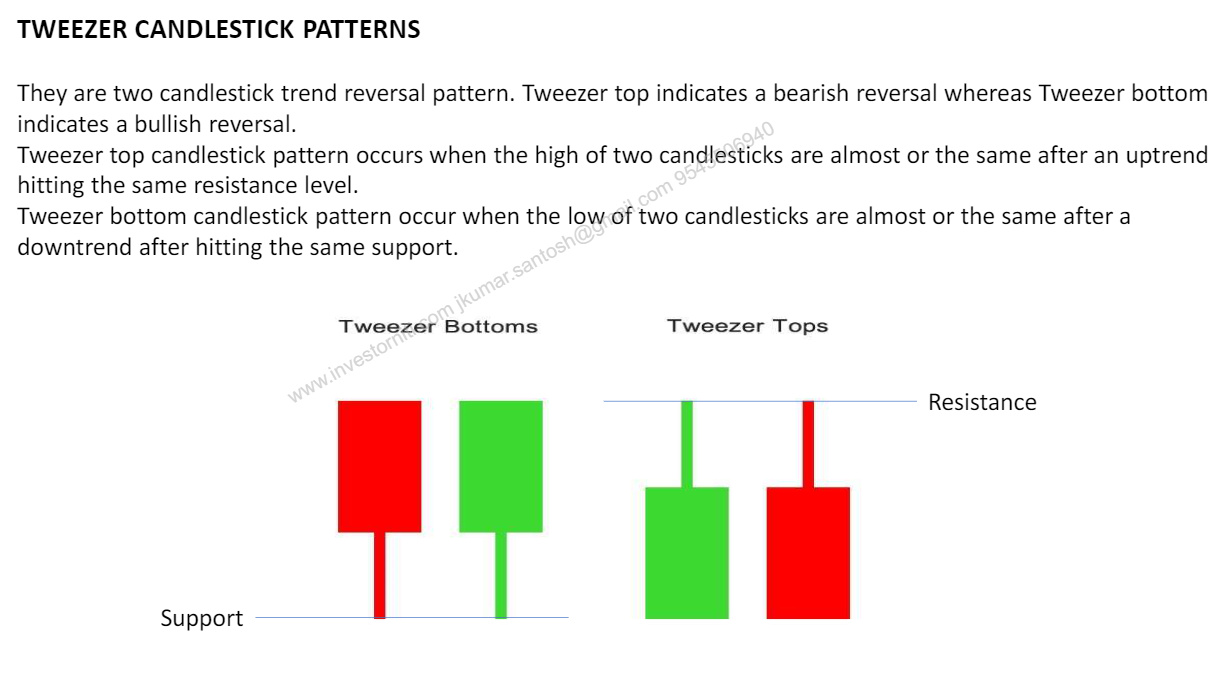 TWEEZER CANDLESTICK PATTERNS
They are two candlestick trend reversal pattern. Tweezer top indicates a bearish reversal whereas Tweezer bottom
indicates a bullish reversal.
Tweezer top candlestick pattern occurs when the high of two candlesticks are almost or the same after an uptrend
hitting the same resistance level.
Tweezer bottom candlestick pattern occur when the low of two candlesticks are almost or the same after a
downtrend after hitting the same support.
Tweezer Bottoms
Tweezer Tops
Resistance
Support